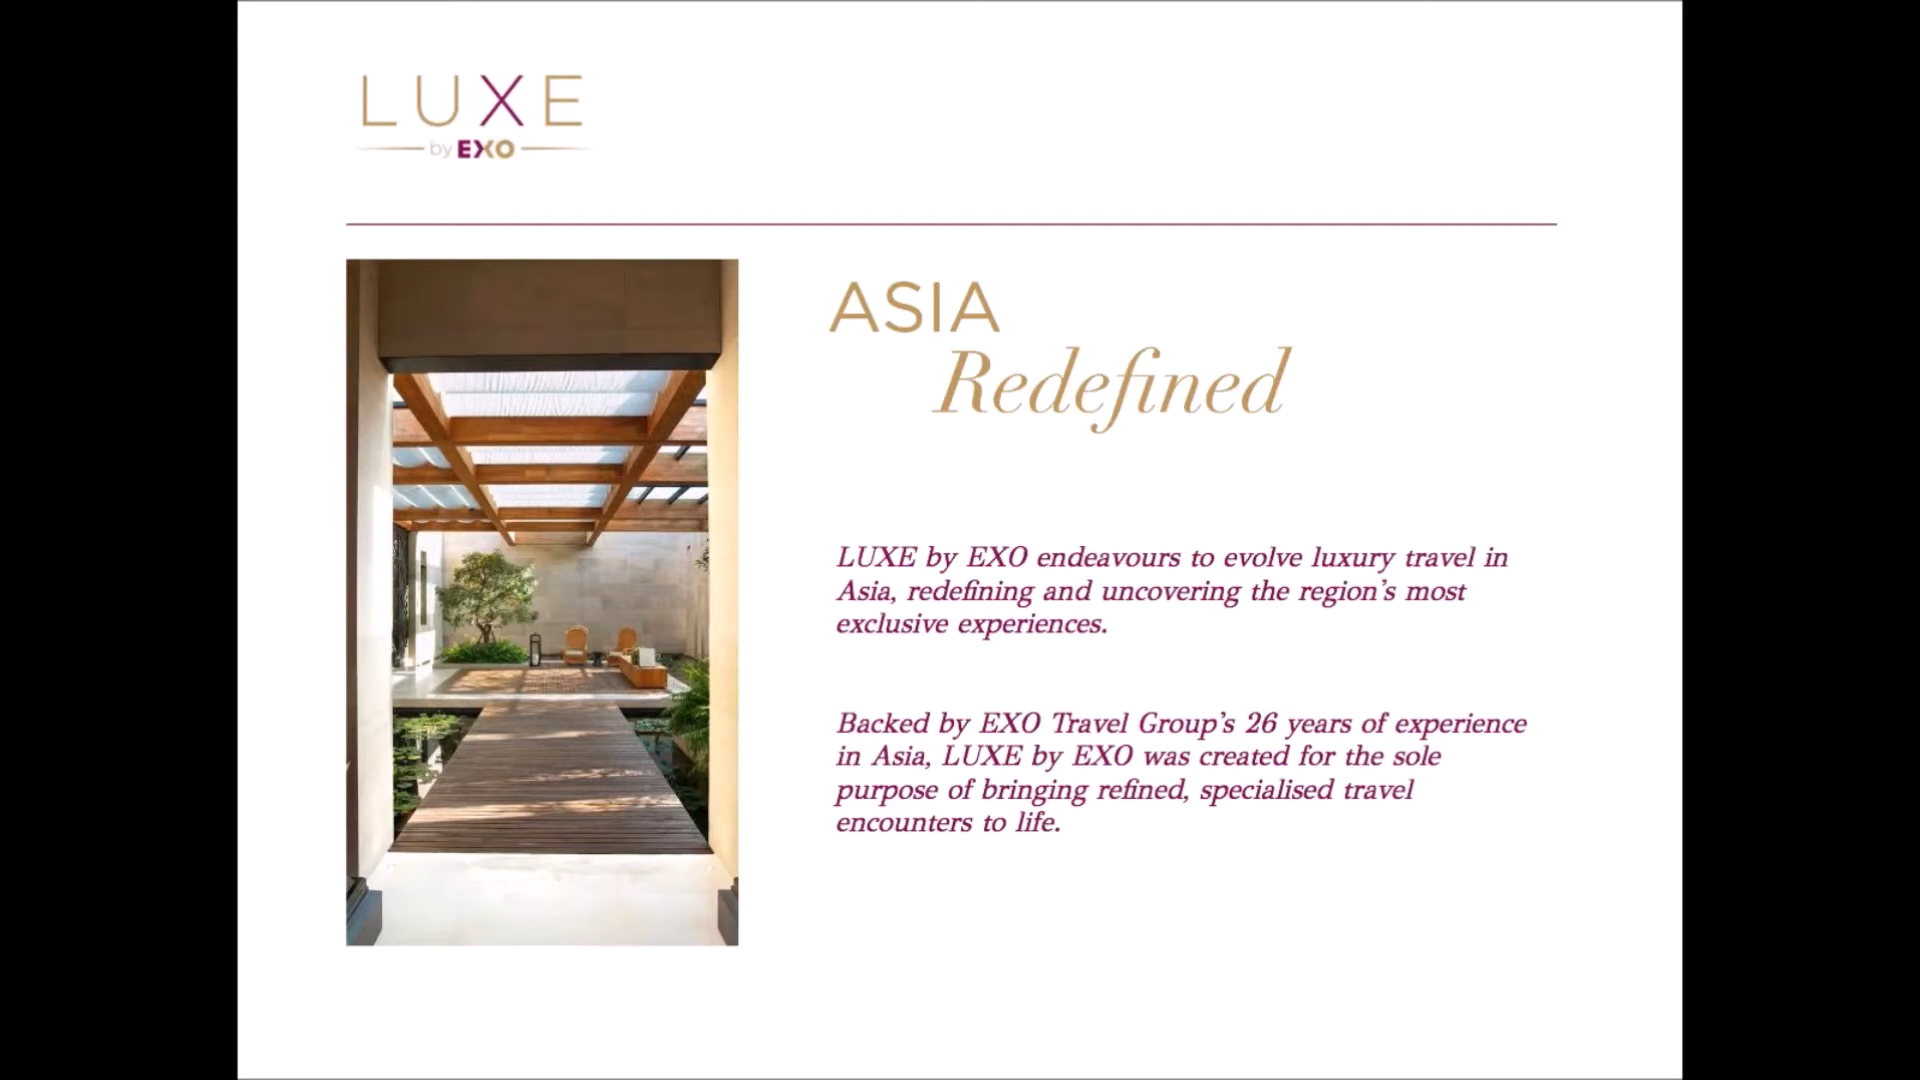 LUXE
by EXO
ASIA
Redefined
LUXE by EXO endeavours to evolve luxury travel in
Asia, redefining and uncovering the region's most
exclusive experiences.
Backed by EXO Travel Group's 26 years of experience
in Asia, LUXE by EXO was created for the sole
purpose of bringing refined, specialised travel
encounters to life.